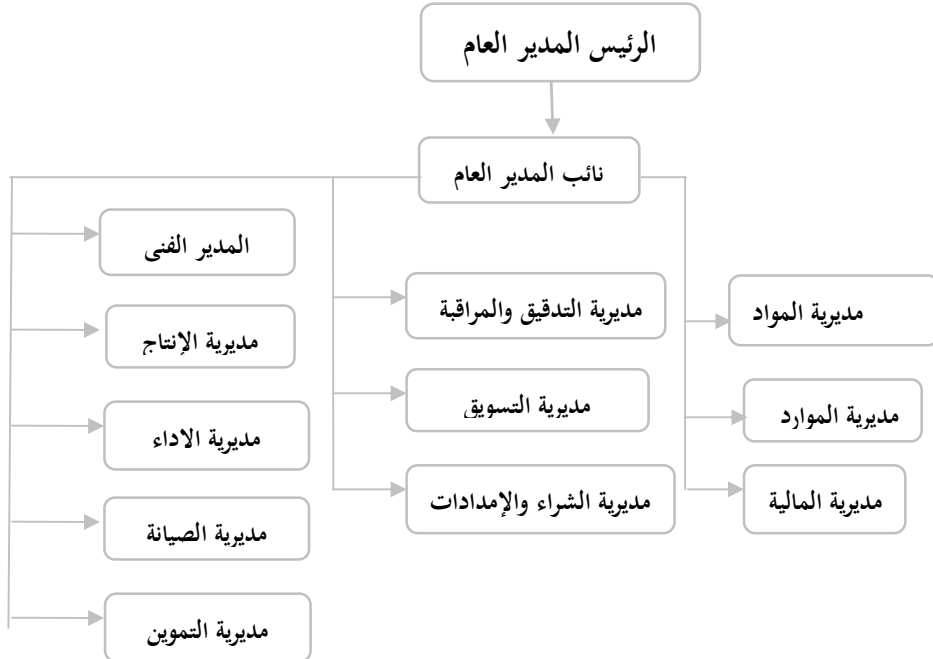 الرئيس المدير العام
نائب المدير العام
مديرية المواد
مديرية الموارد
مديرية المالية
مديرية التدقيق والمراقبة
مديرية التسويق
مديرية الشراء والإمدادات
المدير الفنى
مديرية الإنتاج
مديرية الاداء
مديرية الصيانة
مديرية التموين